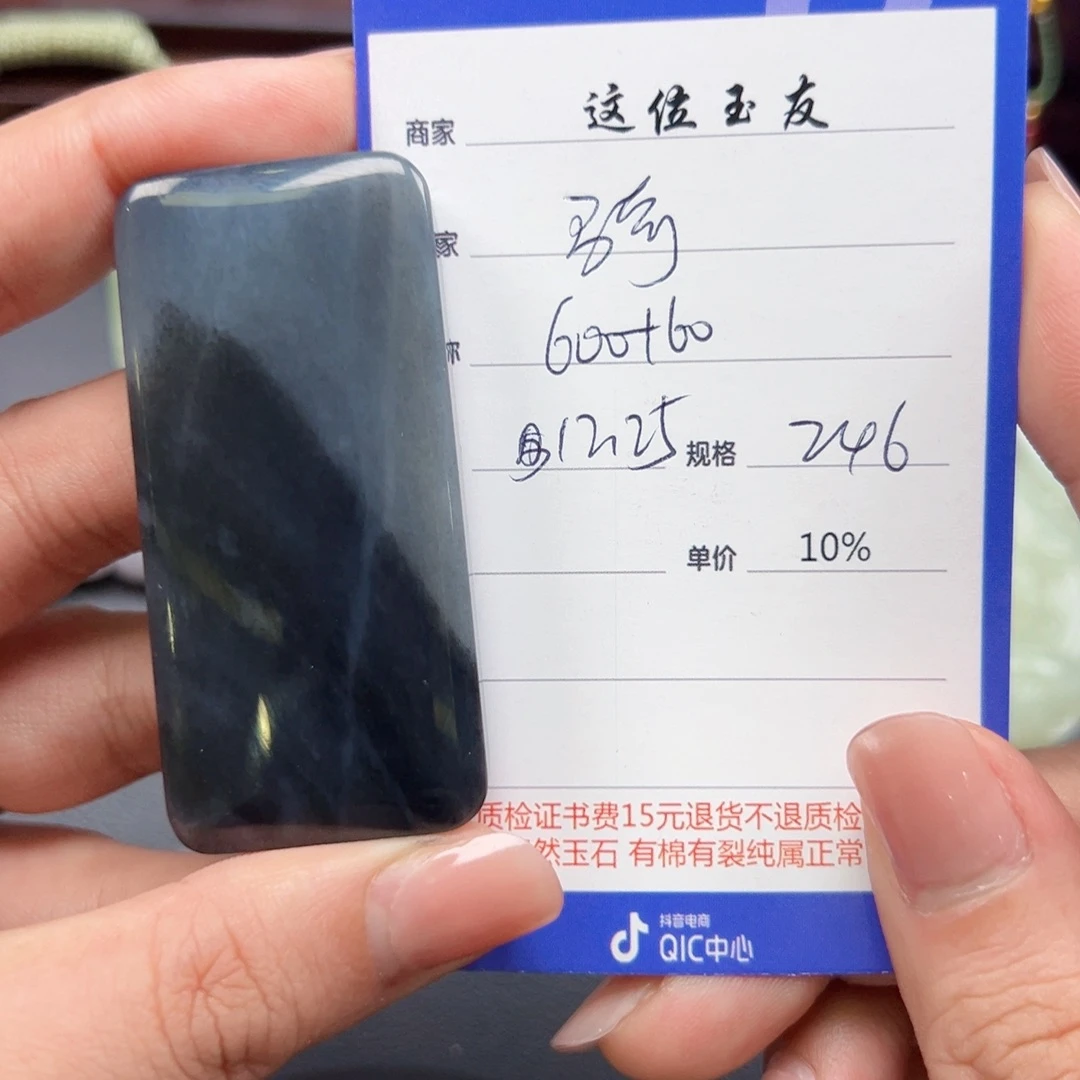 商家 这位玉友
家
600+60
12.25 规格 246
单价 10%
质检证书费15元退货不退质检
然玉石 有棉有裂纯属正常
抖音电商
QIC中心